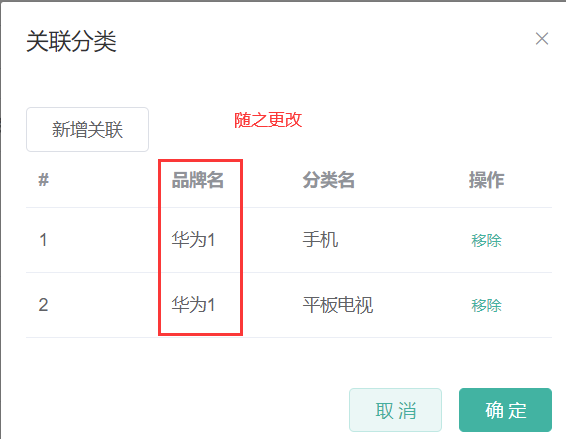 关联分类
新增关联
随之更改
# 品牌名 分类名 操作
1 华为1 手机 移除
2 华为1 平板电视 移除
取消 确定